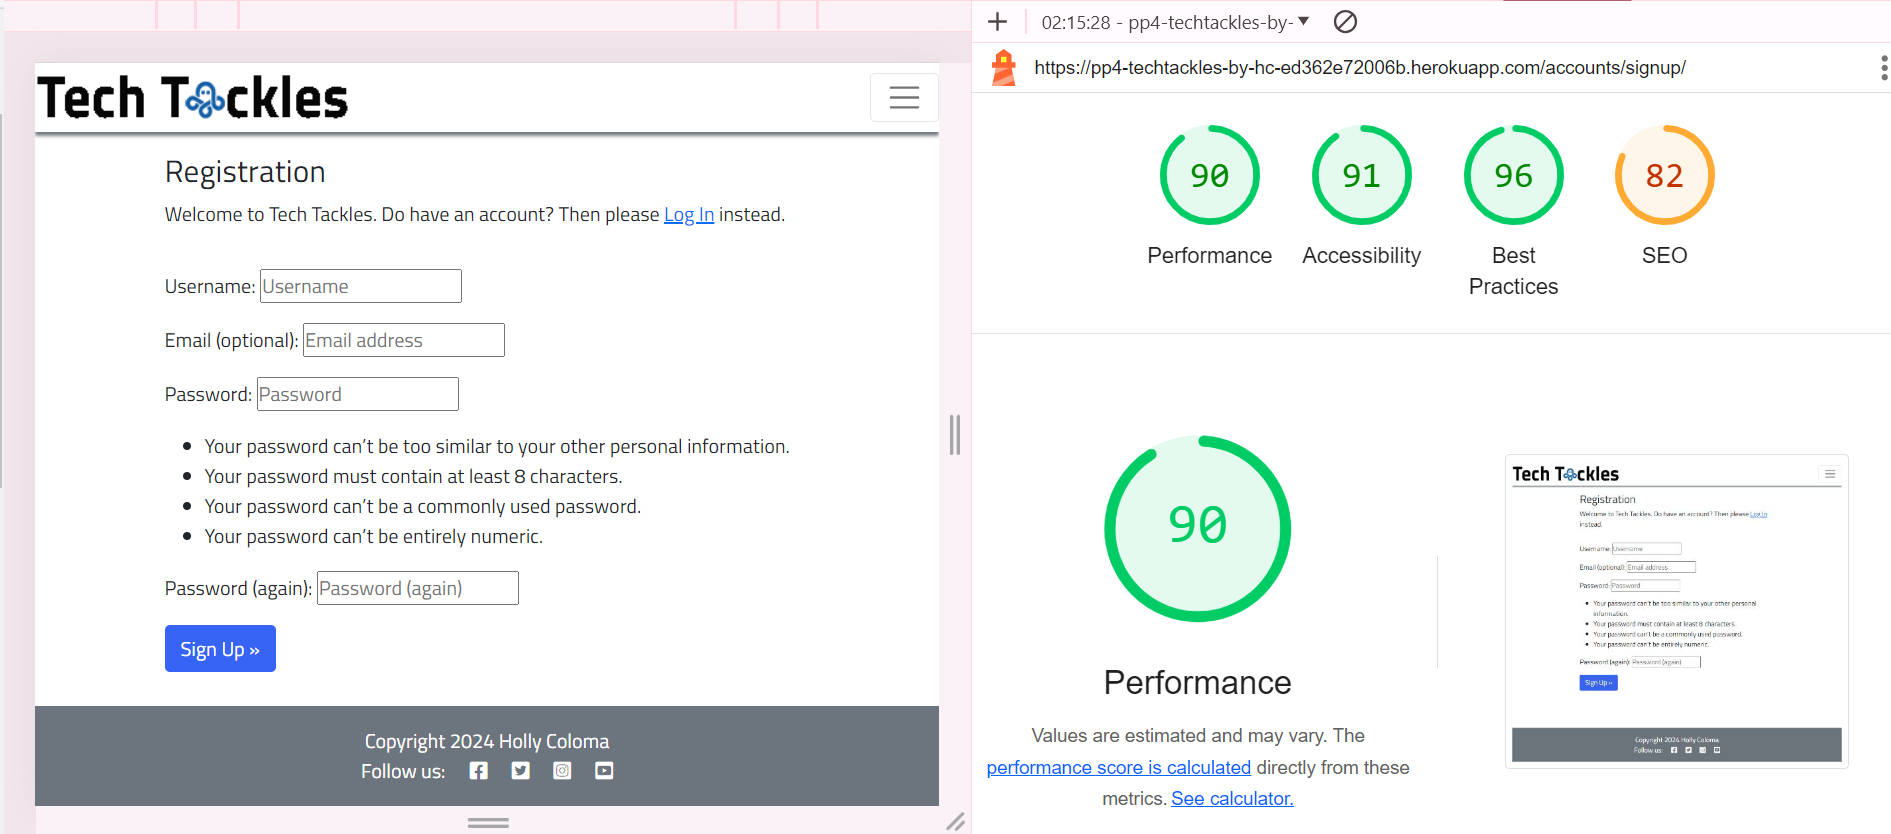 Tech Tackles
Registration
Welcome to Tech Tackles. Do have an account? Then please Log In instead.
Username: Username
Email (optional): Email address
Password: Password
Your password can’t be too similar to your other personal information.
Your password must contain at least 8 characters.
Your password can’t be a commonly used password.
Your password can’t be entirely numeric.
Password (again): Password (again)
Sign Up »
Copyright 2024 Holly Coloma
Follow us:
02:15:28 - pp4-techtackles-by-
https://pp4-techtackles-by-hc-ed362e72006b.herokuapp.com/accounts/signup/
90
Performance
91
Accessibility
96
Best
Practices
82
SEO
90
Performance
Values are estimated and may vary. The
performance score is calculated directly from these
metrics. See calculator.
Tech Tackles
Registration
Welcome to Tech Tackles. Do have an account? Then please Log In
instead.
Username: Username
Email (optional): Email address
Password: Password
Your password can’t be too similar to your other personal
information.
Your password must contain at least 8 characters.
Your password can’t be a commonly used password.
Your password can’t be entirely numeric.
Password (again): Password (again)
Sign Up »
Copyright 2024 Holly Coloma
Follow us: